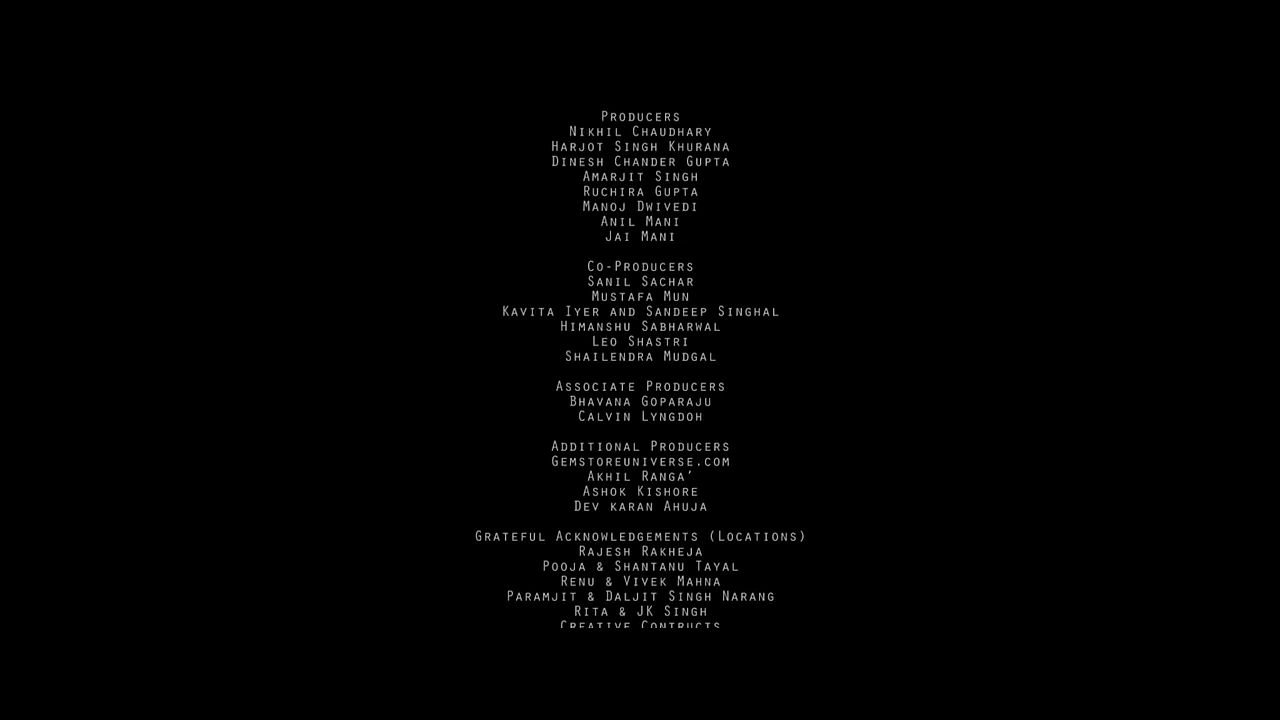 Producers
Nikhil Chaudhary
Harjot Singh Khurana
Dinesh Chander Gupta
Amarjit Singh
Ruchira Gupta
Manoj Dwivedi
Anil Mani
Jai Mani
Co-Producers
Sanil Sachar
Mustafa Mun
Kavita Iyer and Sandeep Singhal
Himanshu Sabharwal
Leo Shastri
Shailendra Mudgal
Associate Producers
Bhavana Goparaju
Calvin Lyngdoh
Additional Producers
Gemstoreuniverse.com
Akhil Ranga’
Ashok Kishore
Dev karan Ahuja
Grateful Acknowledgements (Locations)
Rajesh Rakheja
Pooja & Shantanu Tayal
Renu & Vivek Mahna
Paramjit & Daljit Singh Narang
Rita & JK Singh
Creative Contructs